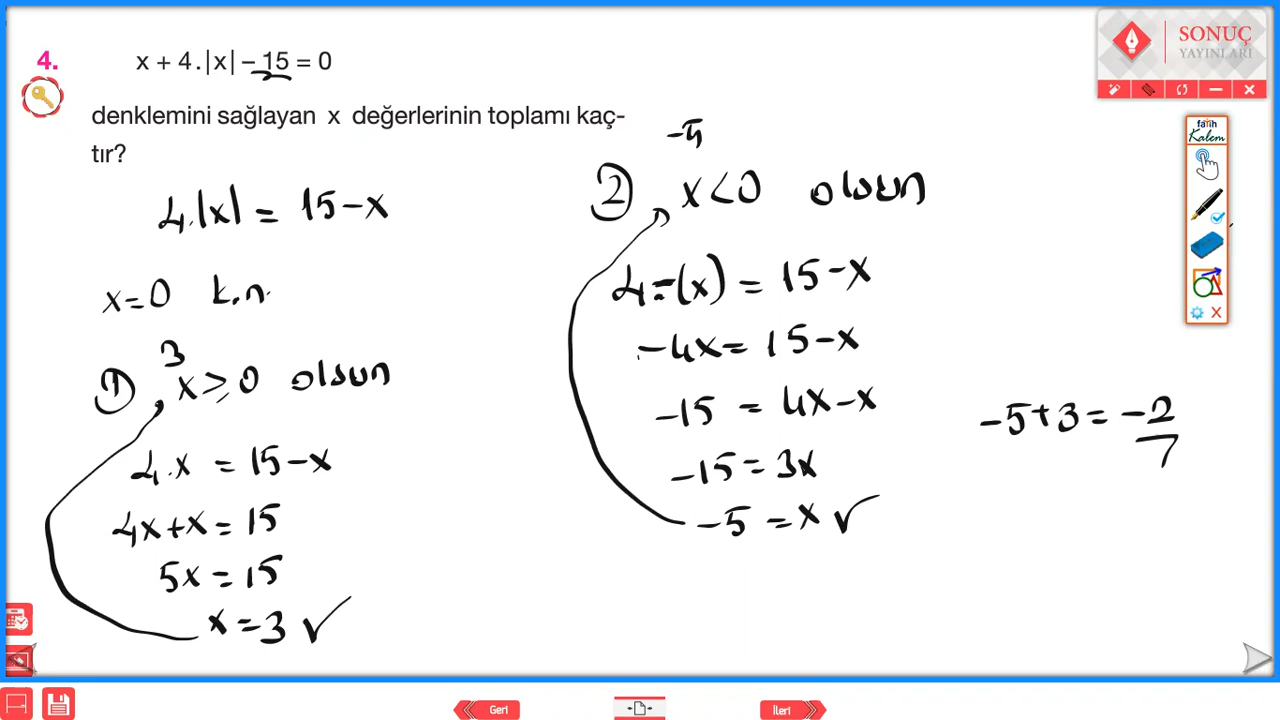 4. x + 4.|x| – 15 = 0
denklemini sağlayan x değerlerinin toplamı kaç-
tır?
4.|x| = 15-x
x=0 k.n.
3
① x≥0 olsun
4.x = 15-x
4x+x = 15
5x = 15
x = 3 ✓
-5
② x<0 olsun
4.-(x) = 15-x
-4x = 15-x
-15 = 4x-x
-15 = 3x
-5 = x ✓
-5+3 = -2
SONUÇ
YAYINLARI
fatih
Kalem
Geri
İleri